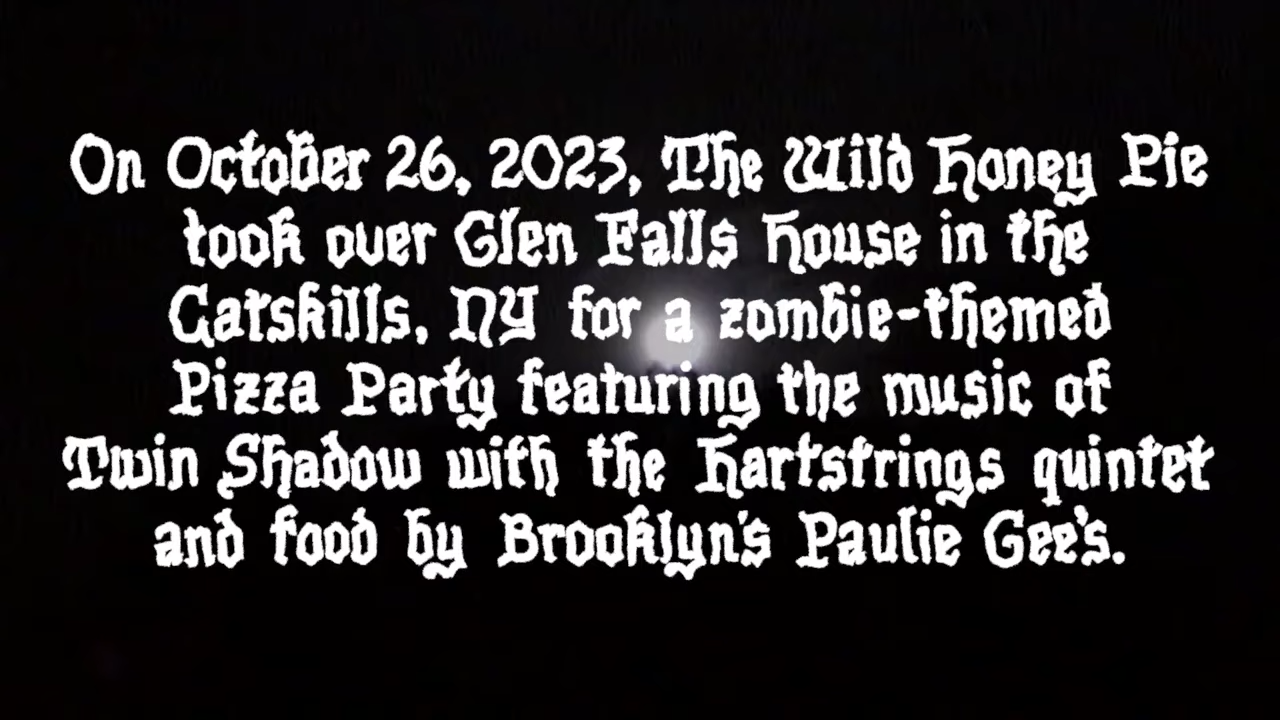 On October 26, 2023, The Wild Honey Pie
took over Glen Falls House in the
Catskills, NY for a zombie-themed
Pizza Party featuring the music of
Twin Shadow with the Hartstrings quintet
and food by Brooklyn's Paulie Gee's.